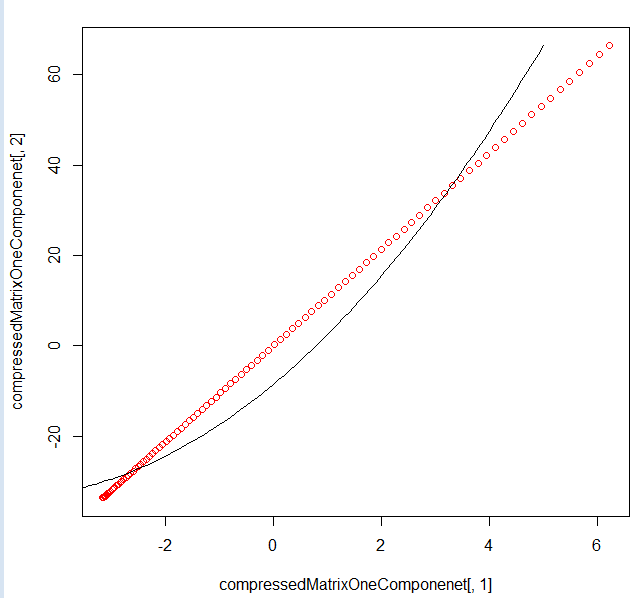 60
40
20
0
-20
compressedMatrixOneComponenet[, 2]
-2 0 2 4 6
compressedMatrixOneComponenet[, 1]